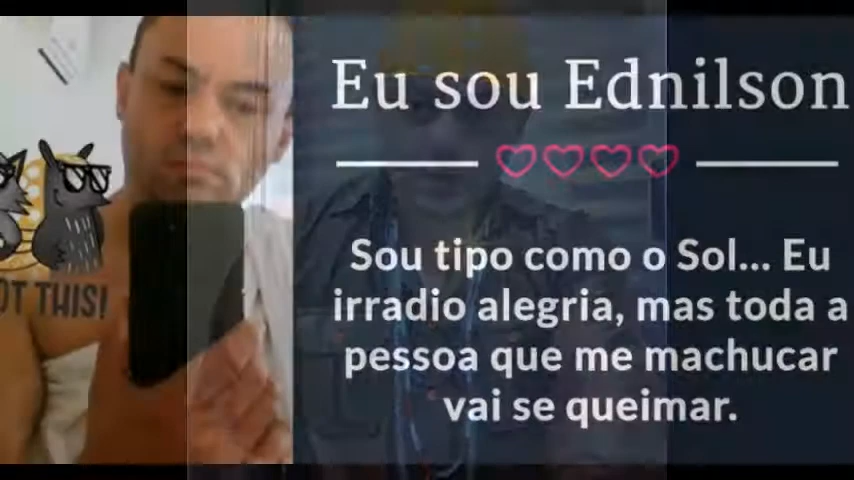 Eu sou Ednilson
Sou tipo como o Sol... Eu
irradio alegria, mas toda a
pessoa que me machucar
vai se queimar.
OT THIS!